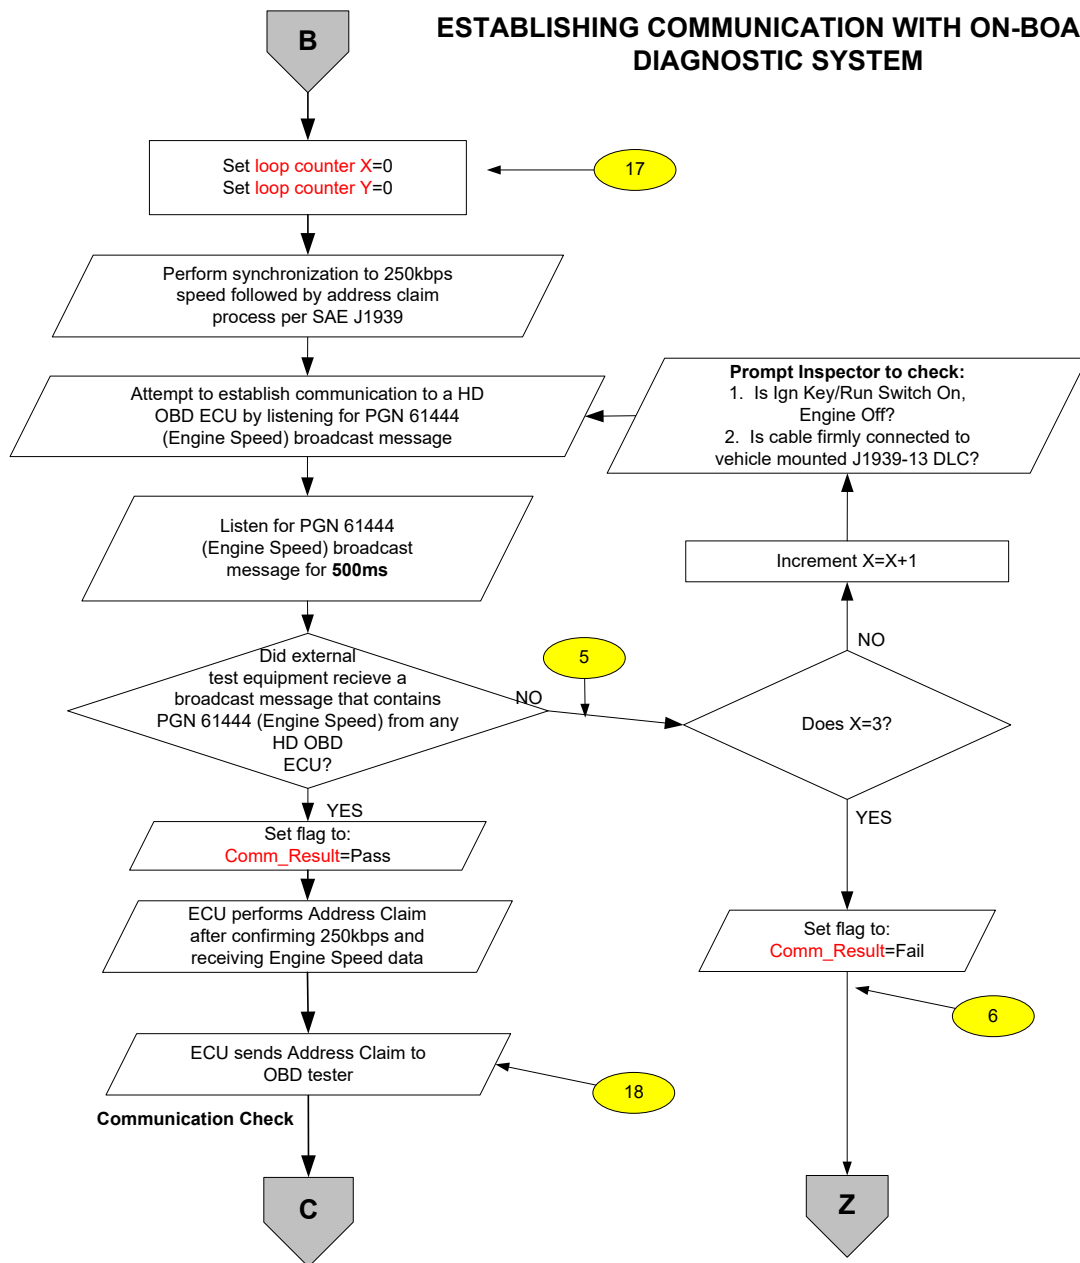 ESTABLISHING COMMUNICATION WITH ON-BOA
DIAGNOSTIC SYSTEM
B
Set loop counter X=0
Set loop counter Y=0
17
Perform synchronization to 250kbps
speed followed by address claim
process per SAE J1939
Attempt to establish communication to a HD
OBD ECU by listening for PGN 61444
(Engine Speed) broadcast message
Prompt Inspector to check:
1. Is Ign Key/Run Switch On,
Engine Off?
2. Is cable firmly connected to
vehicle mounted J1939-13 DLC?
Listen for PGN 61444
(Engine Speed) broadcast
message for 500ms
Increment X=X+1
NO
Did external
test equipment recieve a
broadcast message that contains
PGN 61444 (Engine Speed) from any
HD OBD
ECU?
NO
5
Does X=3?
YES
YES
Set flag to:
Comm_Result=Pass
ECU performs Address Claim
after confirming 250kbps and
receiving Engine Speed data
Set flag to:
Comm_Result=Fail
6
ECU sends Address Claim to
OBD tester
18
Communication Check
C
Z